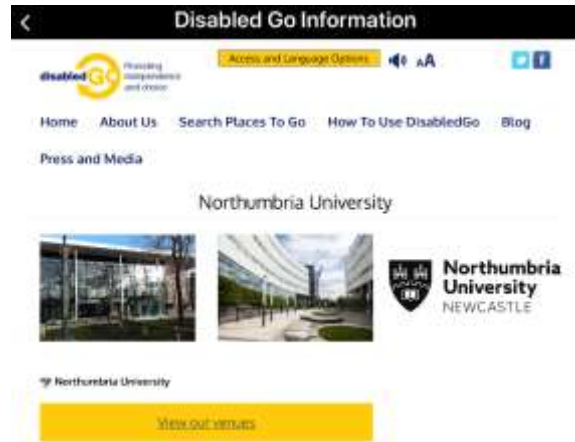 Disabled Go Information
disabled GO Providing
independence
and choice
Access and Language Options AA
Home About Us Search Places To Go How To Use DisabledGo Blog
Press and Media
Northumbria University
Northumbria
University
NEWCASTLE
Northumbria University
View our venues